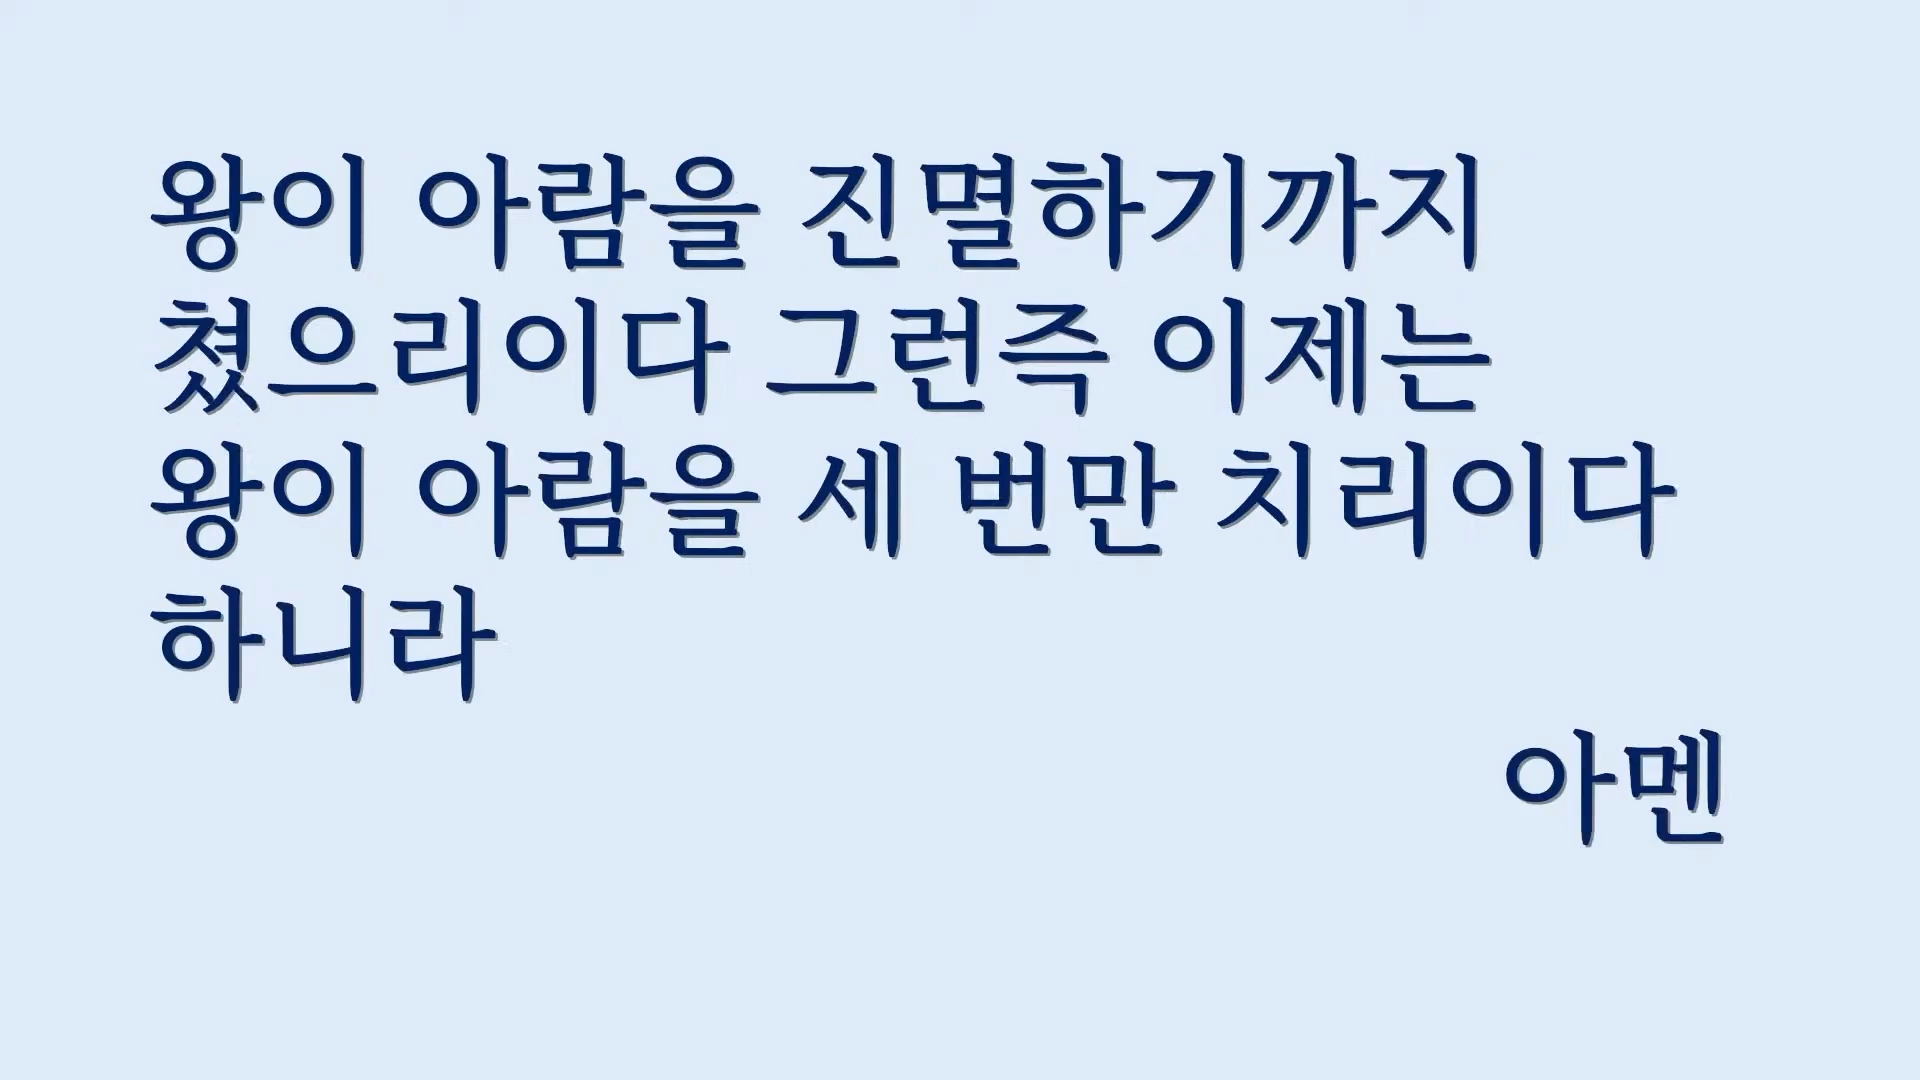 왕이 아람을 진멸하기까지
쳤으리이다 그런즉 이제는
왕이 아람을 세 번만 치리이다
하니라
아멘